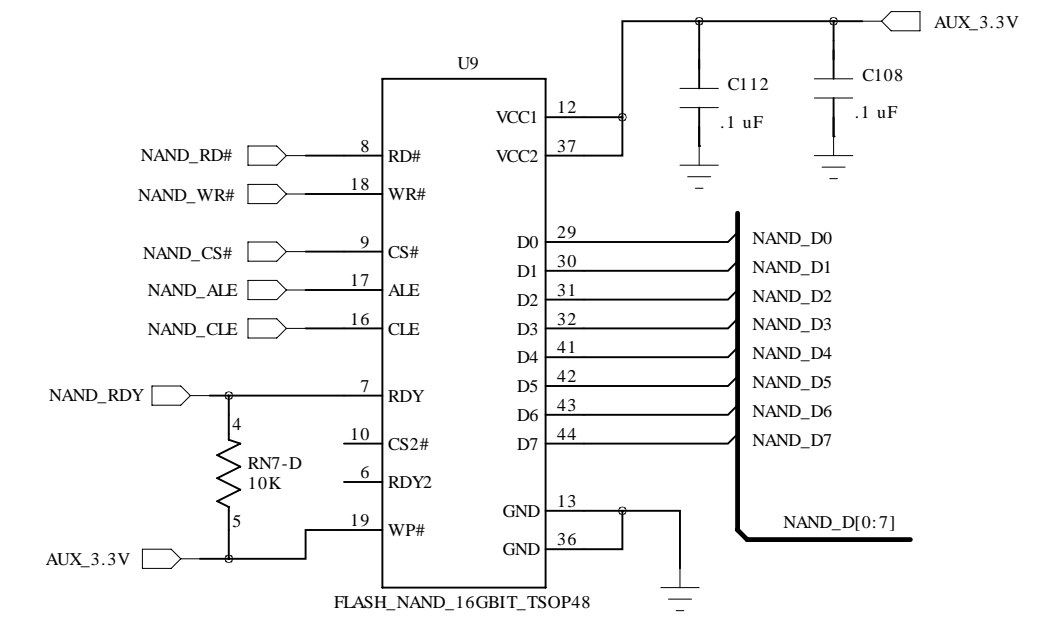 AUX_3.3V
U9
C112
.1 uF
C108
.1 uF
VCC1 12
VCC2 37
NAND_RD# 8 RD#
NAND_WR# 18 WR#
NAND_CS# 9 CS#
NAND_ALE 17 ALE
NAND_CLE 16 CLE
NAND_RDY 7 RDY
10 CS2#
6 RDY2
19 WP#
4
RN7-D
10K
5
AUX_3.3V
D0 29 NAND_D0
D1 30 NAND_D1
D2 31 NAND_D2
D3 32 NAND_D3
D4 41 NAND_D4
D5 42 NAND_D5
D6 43 NAND_D6
D7 44 NAND_D7
GND 13
GND 36
NAND_D[0:7]
FLASH_NAND_16GBIT_TSOP48